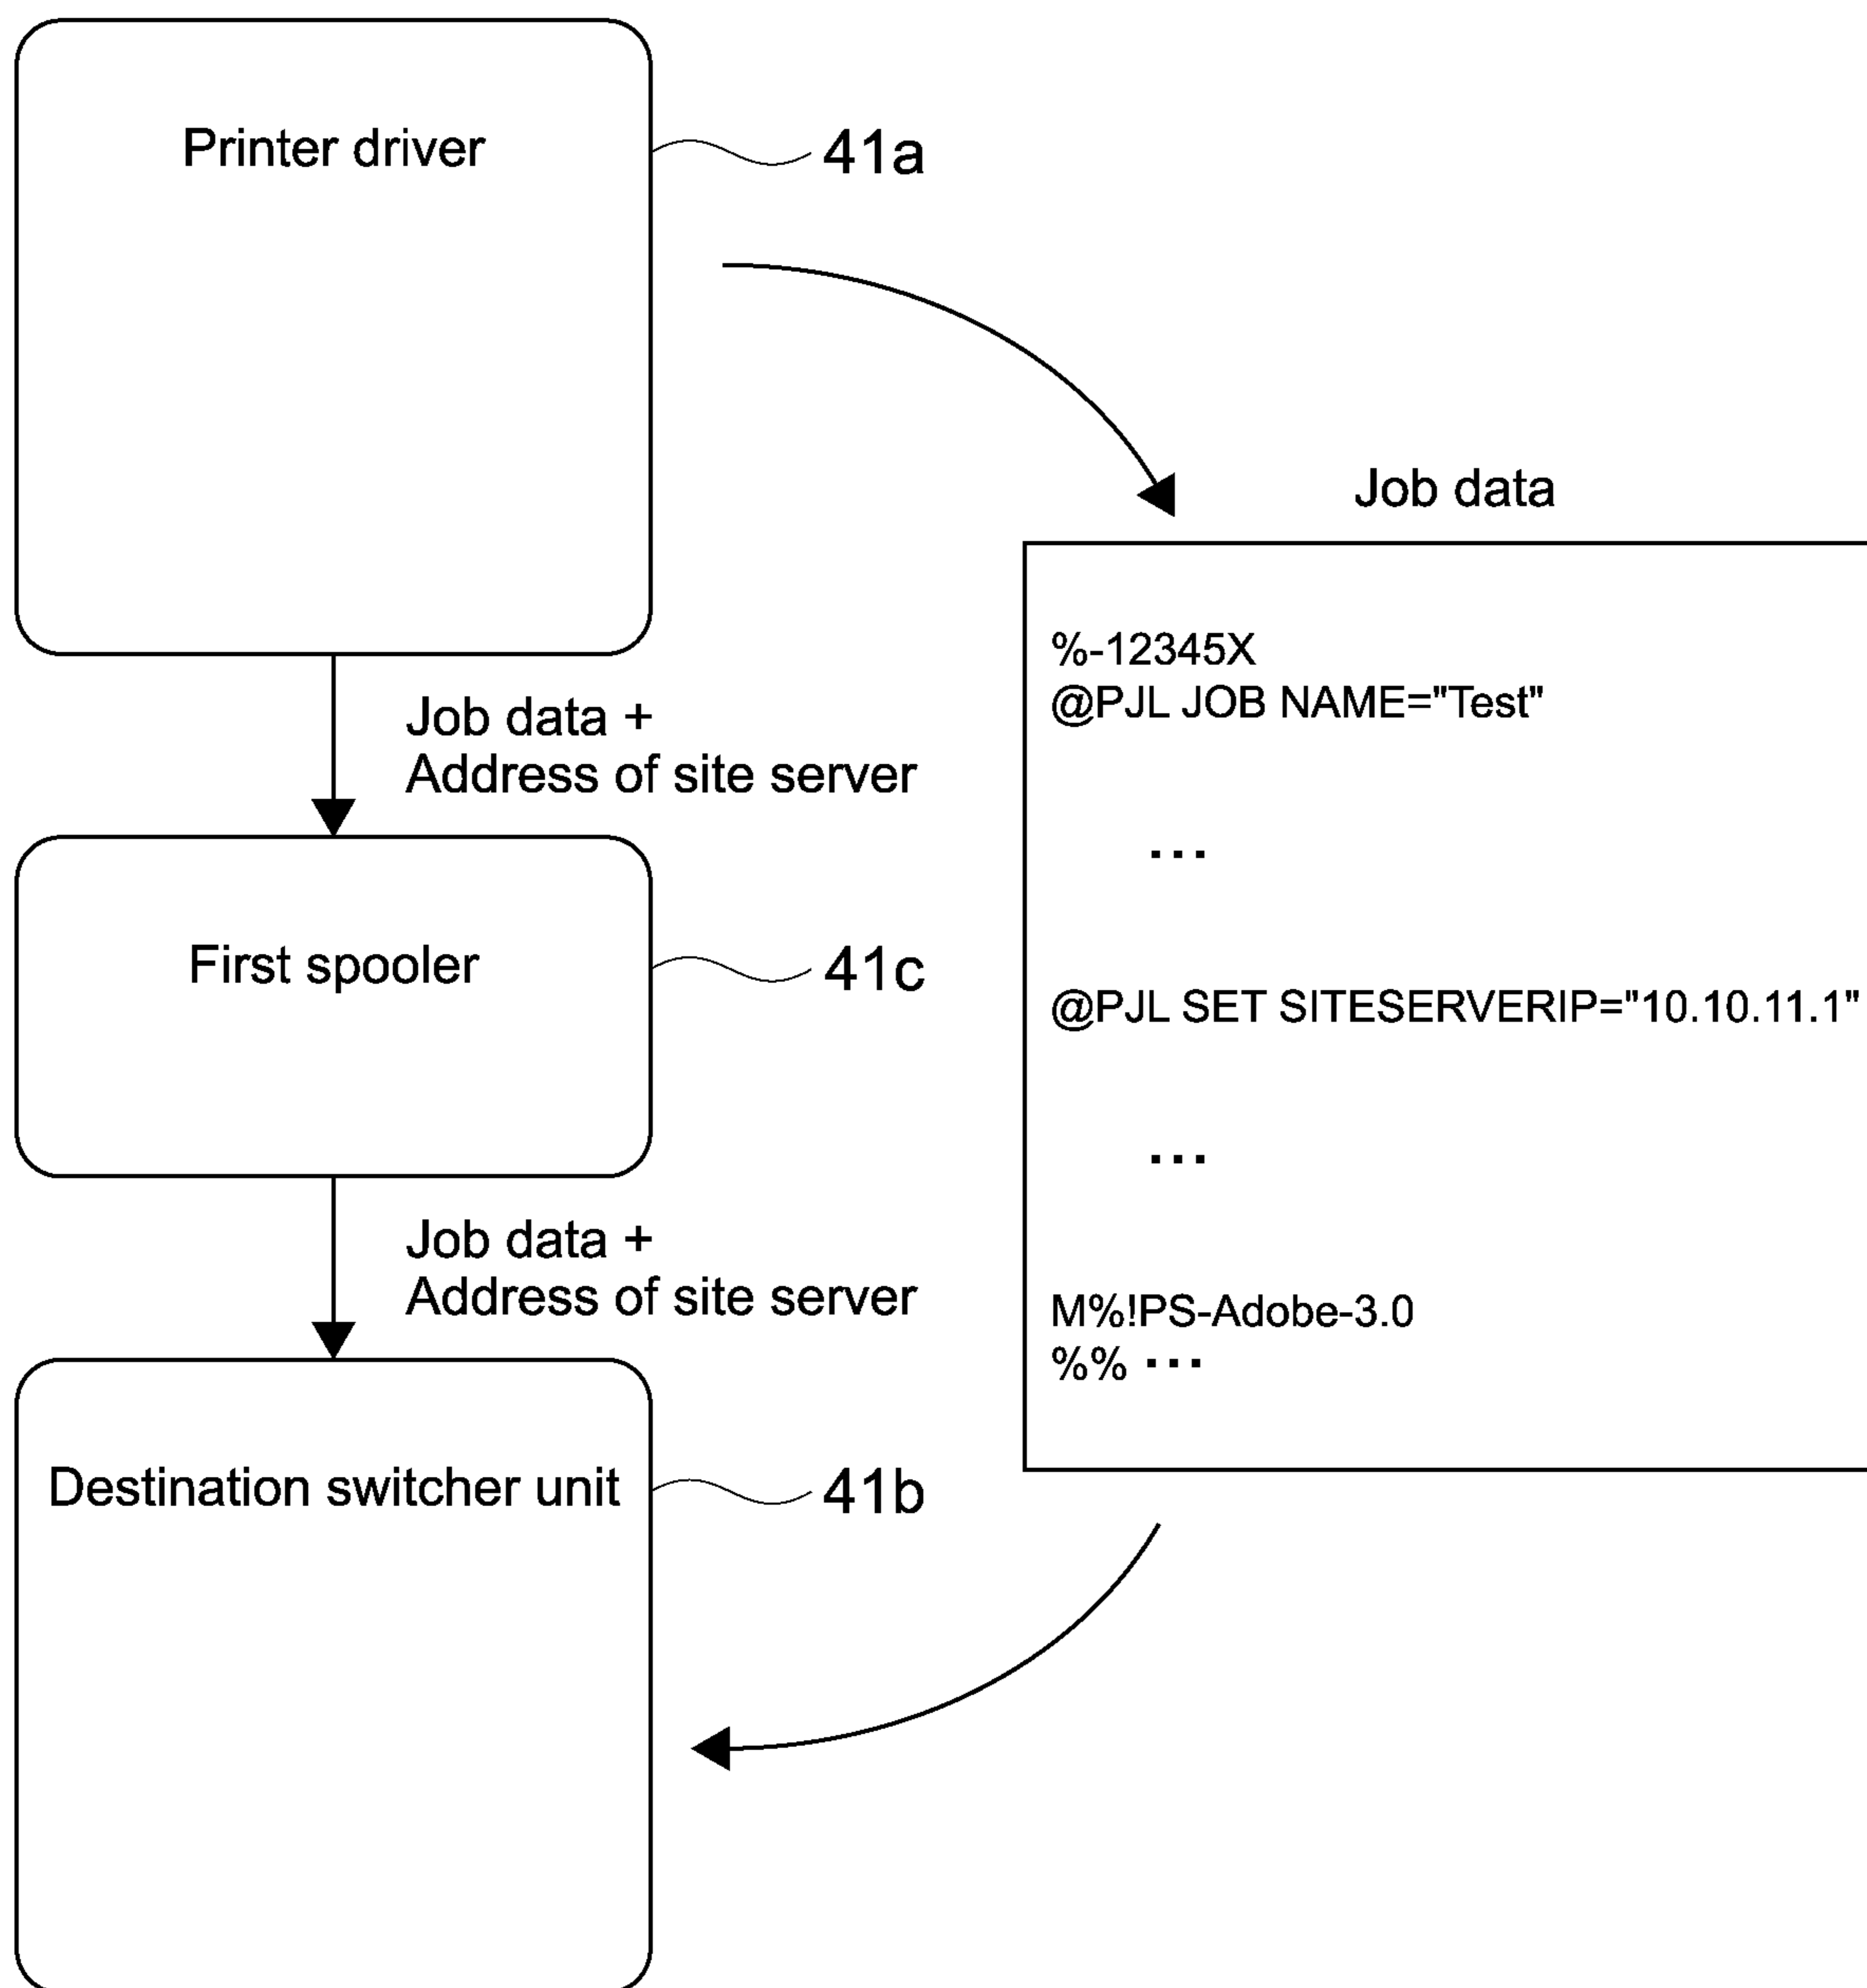 Printer driver
41a
Job data +
Address of site server
First spooler
41c
Job data +
Address of site server
Destination switcher unit
41b
Job data
%-12345X
@PJL JOB NAME="Test"
...
@PJL SET SITESERVERIP="10.10.11.1"
...
M%!PS-Adobe-3.0
%% ...